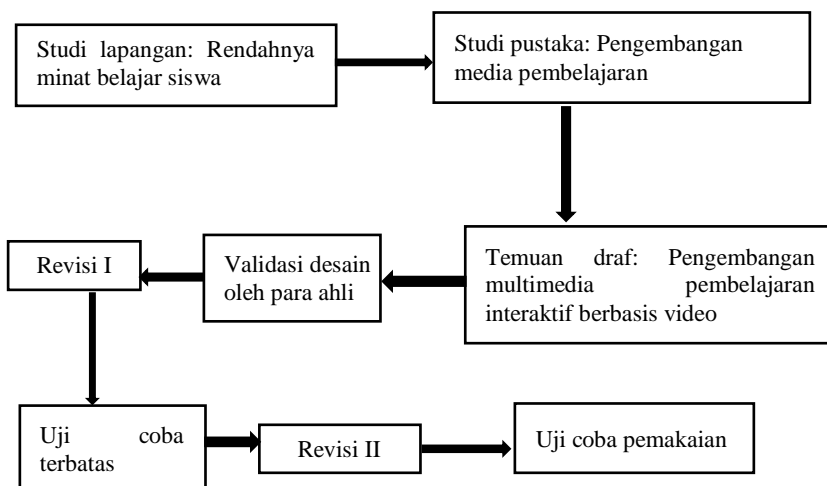 Studi lapangan: Rendahnya
minat belajar siswa
Studi pustaka: Pengembangan
media pembelajaran
Temuan draf: Pengembangan
multimedia pembelajaran
interaktif berbasis video
Validasi desain
oleh para ahli
Revisi I
Uji coba
terbatas
Revisi II
Uji coba pemakaian